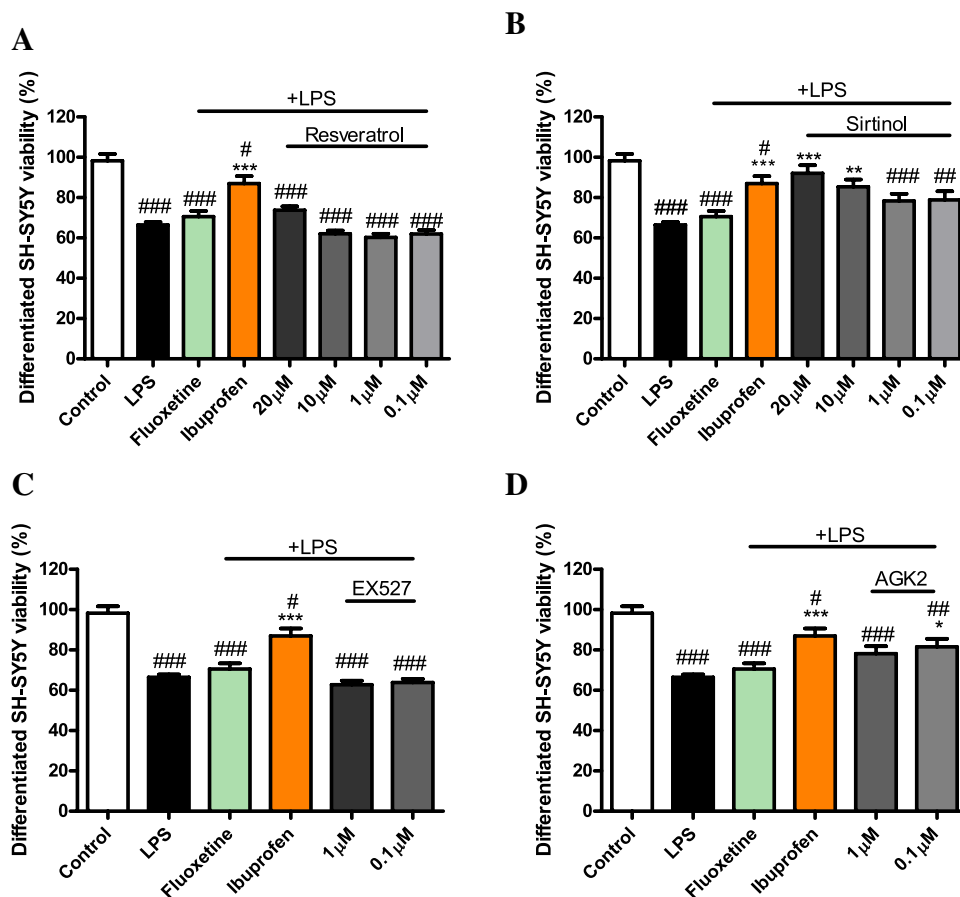 A
Differentiated SH-SY5Y viability (%)
120
100
80
60
40
20
0
+LPS
Resveratrol
###
###
#
***
###
###
###
###
Control
LPS
Fluoxetine
Ibuprofen
20μM
10μM
1μM
0.1μM
B
Differentiated SH-SY5Y viability (%)
120
100
80
60
40
20
0
+LPS
Sirtinol
###
###
#
***
***
**
###
##
Control
LPS
Fluoxetine
Ibuprofen
20μM
10μM
1μM
0.1μM
C
Differentiated SH-SY5Y viability (%)
120
100
80
60
40
20
0
+LPS
EX527
###
###
#
***
###
###
Control
LPS
Fluoxetine
Ibuprofen
1μM
0.1μM
D
Differentiated SH-SY5Y viability (%)
120
100
80
60
40
20
0
+LPS
AGK2
###
###
#
***
###
##
*
Control
LPS
Fluoxetine
Ibuprofen
1μM
0.1μM